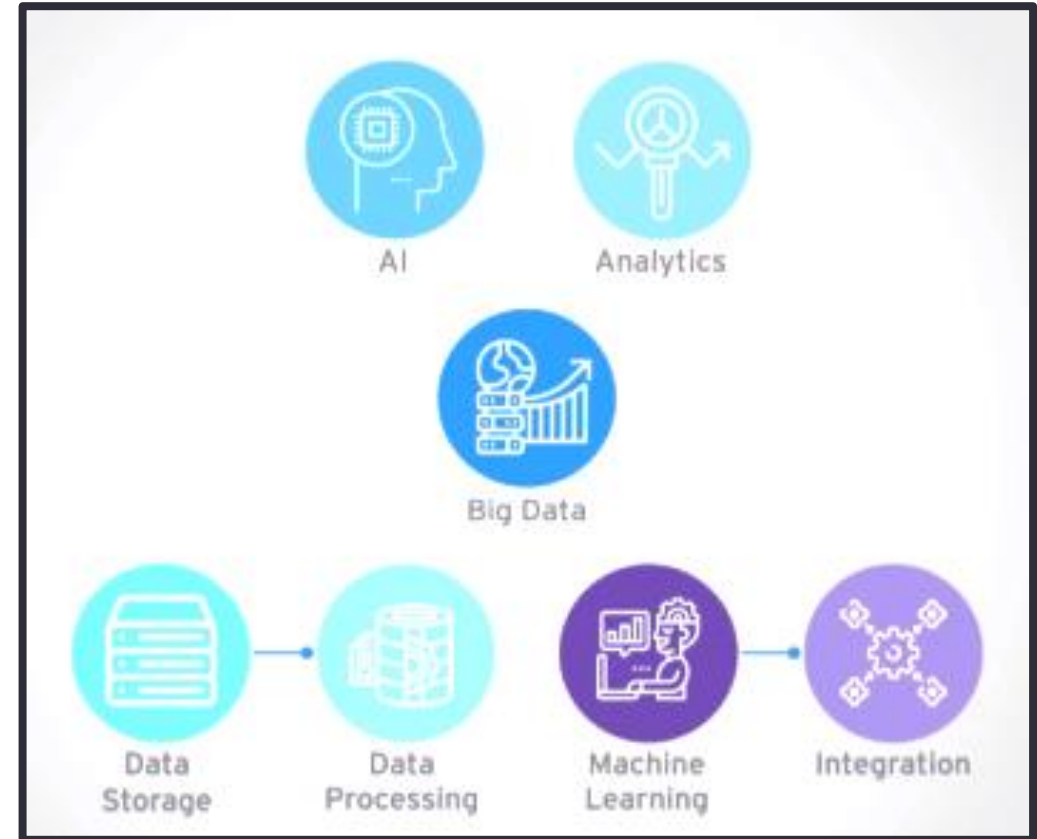 AI
Analytics
Big Data
Data
Storage
Data
Processing
Machine
Learning
Integration